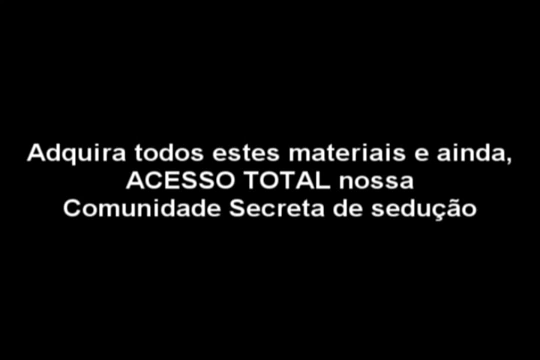 Adquira todos estes materiais e ainda,
ACESSO TOTAL nossa
Comunidade Secreta de sedução